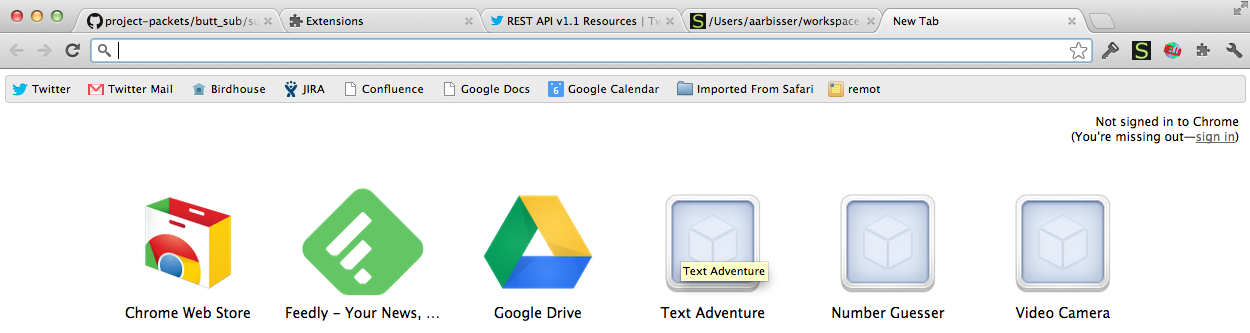 project-packets/butt_sub/su
Extensions
REST API v1.1 Resources | Tw
S /Users/aarbisser/workspace
New Tab
S
Twitter
Twitter Mail
Birdhouse
JIRA
Confluence
Google Docs
6 Google Calendar
Imported From Safari
remot
Not signed in to Chrome
(You're missing out—sign in)
Text Adventure
Chrome Web Store
Feedly – Your News, ...
Google Drive
Text Adventure
Number Guesser
Video Camera